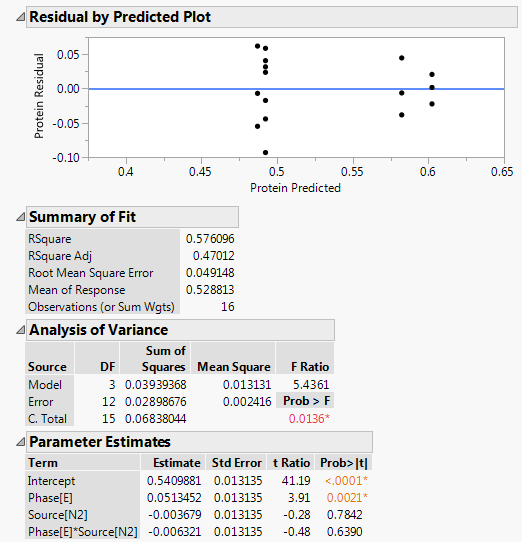 Residual by Predicted Plot
Protein Residual
0.05
0.00
-0.05
-0.10
0.4 0.45 0.5 0.55 0.6 0.65
Protein Predicted
Summary of Fit
RSquare 0.576096
RSquare Adj 0.47012
Root Mean Square Error 0.049148
Mean of Response 0.528813
Observations (or Sum Wgts) 16
Analysis of Variance
Sum of
Source DF Squares Mean Square F Ratio
Model 3 0.03939368 0.013131 5.4361
Error 12 0.02898676 0.002416 Prob > F
C. Total 15 0.06838044 0.0136*
Parameter Estimates
Term Estimate Std Error t Ratio Prob>|t|
Intercept 0.5409881 0.013135 41.19 <.0001*
Phase[E] 0.0513452 0.013135 3.91 0.0021*
Source[N2] -0.003679 0.013135 -0.28 0.7842
Phase[E]*Source[N2] -0.006321 0.013135 -0.48 0.6390